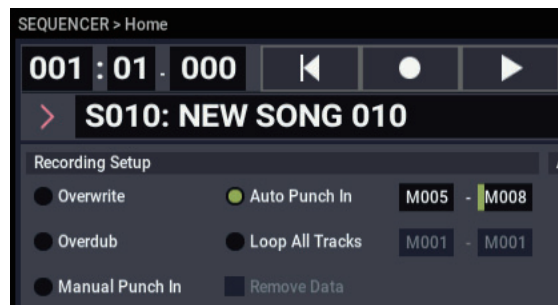 SEQUENCER > Home
001 : 01 . 000
S010: NEW SONG 010
Recording Setup
Overwrite Auto Punch In M005 - M008
Overdub Loop All Tracks M001 - M001
Manual Punch In Remove Data